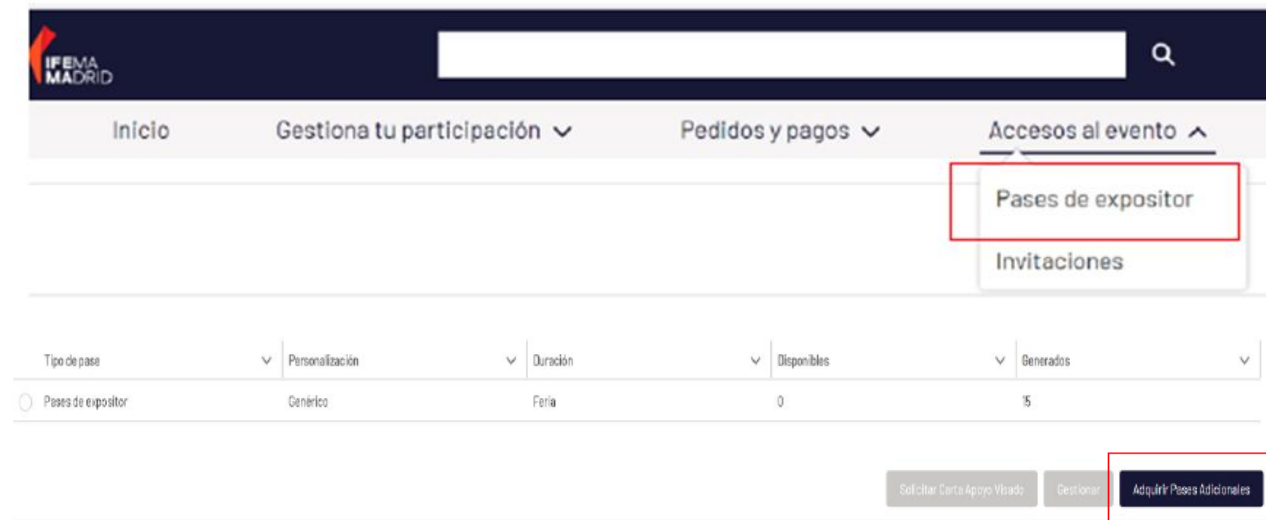 IFEMA
MADRID
Inicio Gestiona tu participación Pedidos y pagos Accesos al evento
Pases de expositor
Invitaciones
Tipo de pase Personalización Duración Disponibles Generados
Pases de expositor Genérico Feria 0 15
Solicitar Carta Apoyo Visado Gestionar Adquirir Pases Adicionales